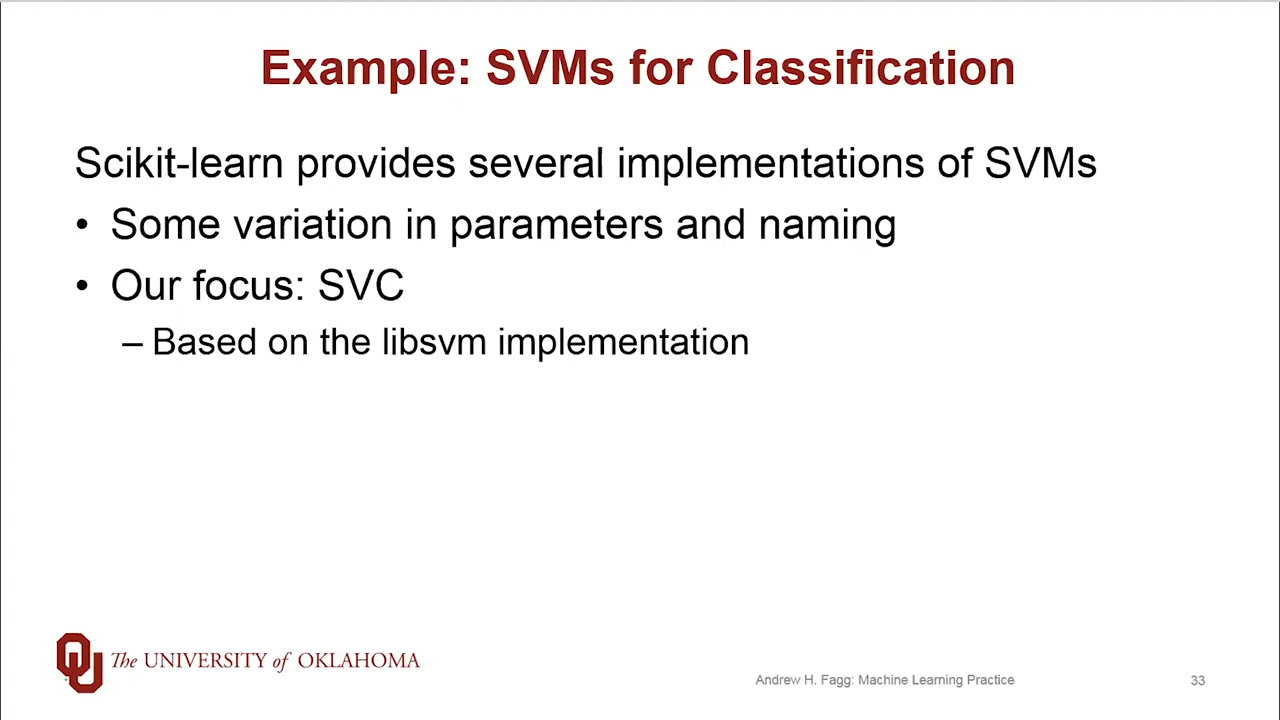 Example: SVMs for Classification
Scikit-learn provides several implementations of SVMs
• Some variation in parameters and naming
• Our focus: SVC
– Based on the libsvm implementation
The UNIVERSITY of OKLAHOMA
Andrew H. Fagg: Machine Learning Practice
33